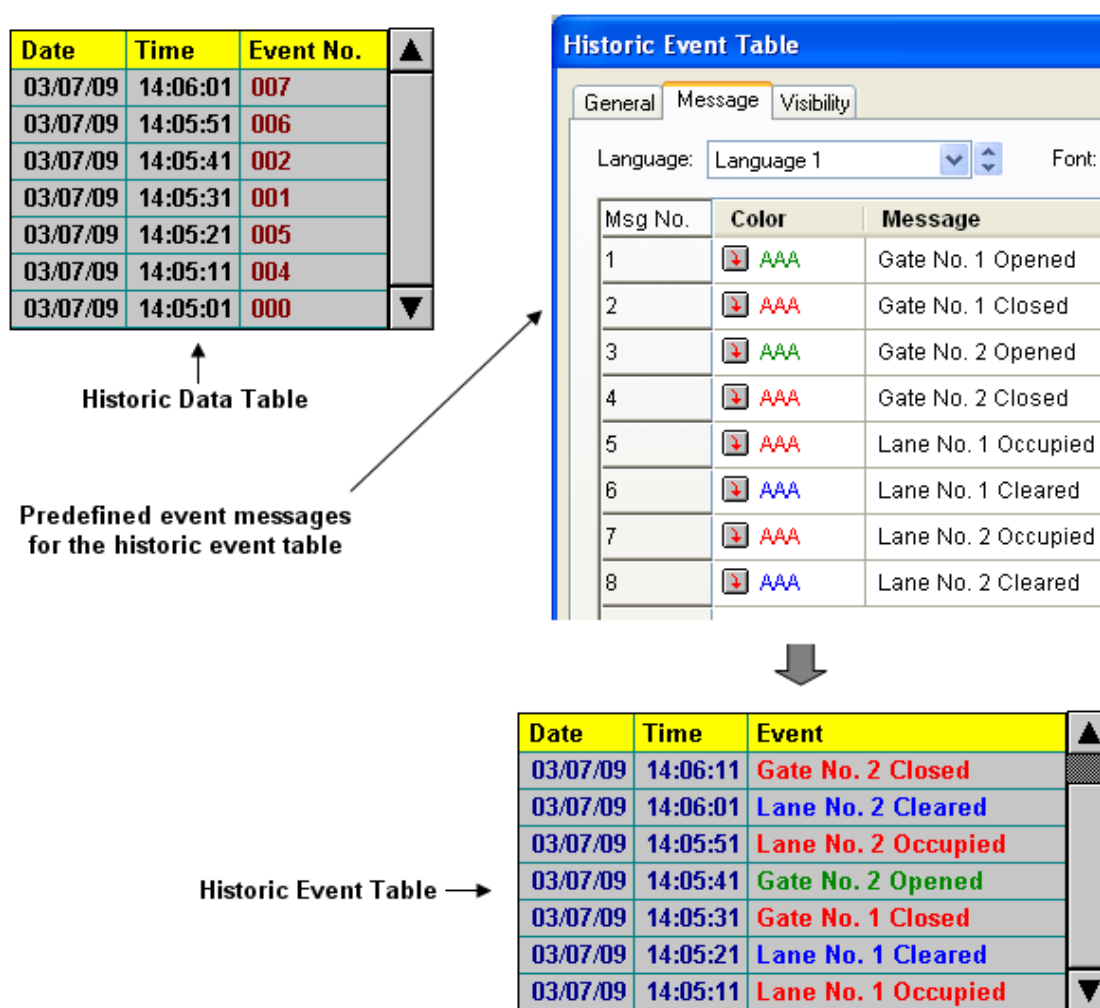 Date Time Event No.
03/07/09 14:06:01 007
03/07/09 14:05:51 006
03/07/09 14:05:41 002
03/07/09 14:05:31 001
03/07/09 14:05:21 005
03/07/09 14:05:11 004
03/07/09 14:05:01 000
Historic Data Table
Predefined event messages
for the historic event table
Historic Event Table
General Message Visibility
Language: Language 1 Font:
Msg No. Color Message
1 AAA Gate No. 1 Opened
2 AAA Gate No. 1 Closed
3 AAA Gate No. 2 Opened
4 AAA Gate No. 2 Closed
5 AAA Lane No. 1 Occupied
6 AAA Lane No. 1 Cleared
7 AAA Lane No. 2 Occupied
8 AAA Lane No. 2 Cleared
Historic Event Table
Date Time Event
03/07/09 14:06:11 Gate No. 2 Closed
03/07/09 14:06:01 Lane No. 2 Cleared
03/07/09 14:05:51 Lane No. 2 Occupied
03/07/09 14:05:41 Gate No. 2 Opened
03/07/09 14:05:31 Gate No. 1 Closed
03/07/09 14:05:21 Lane No. 1 Cleared
03/07/09 14:05:11 Lane No. 1 Occupied